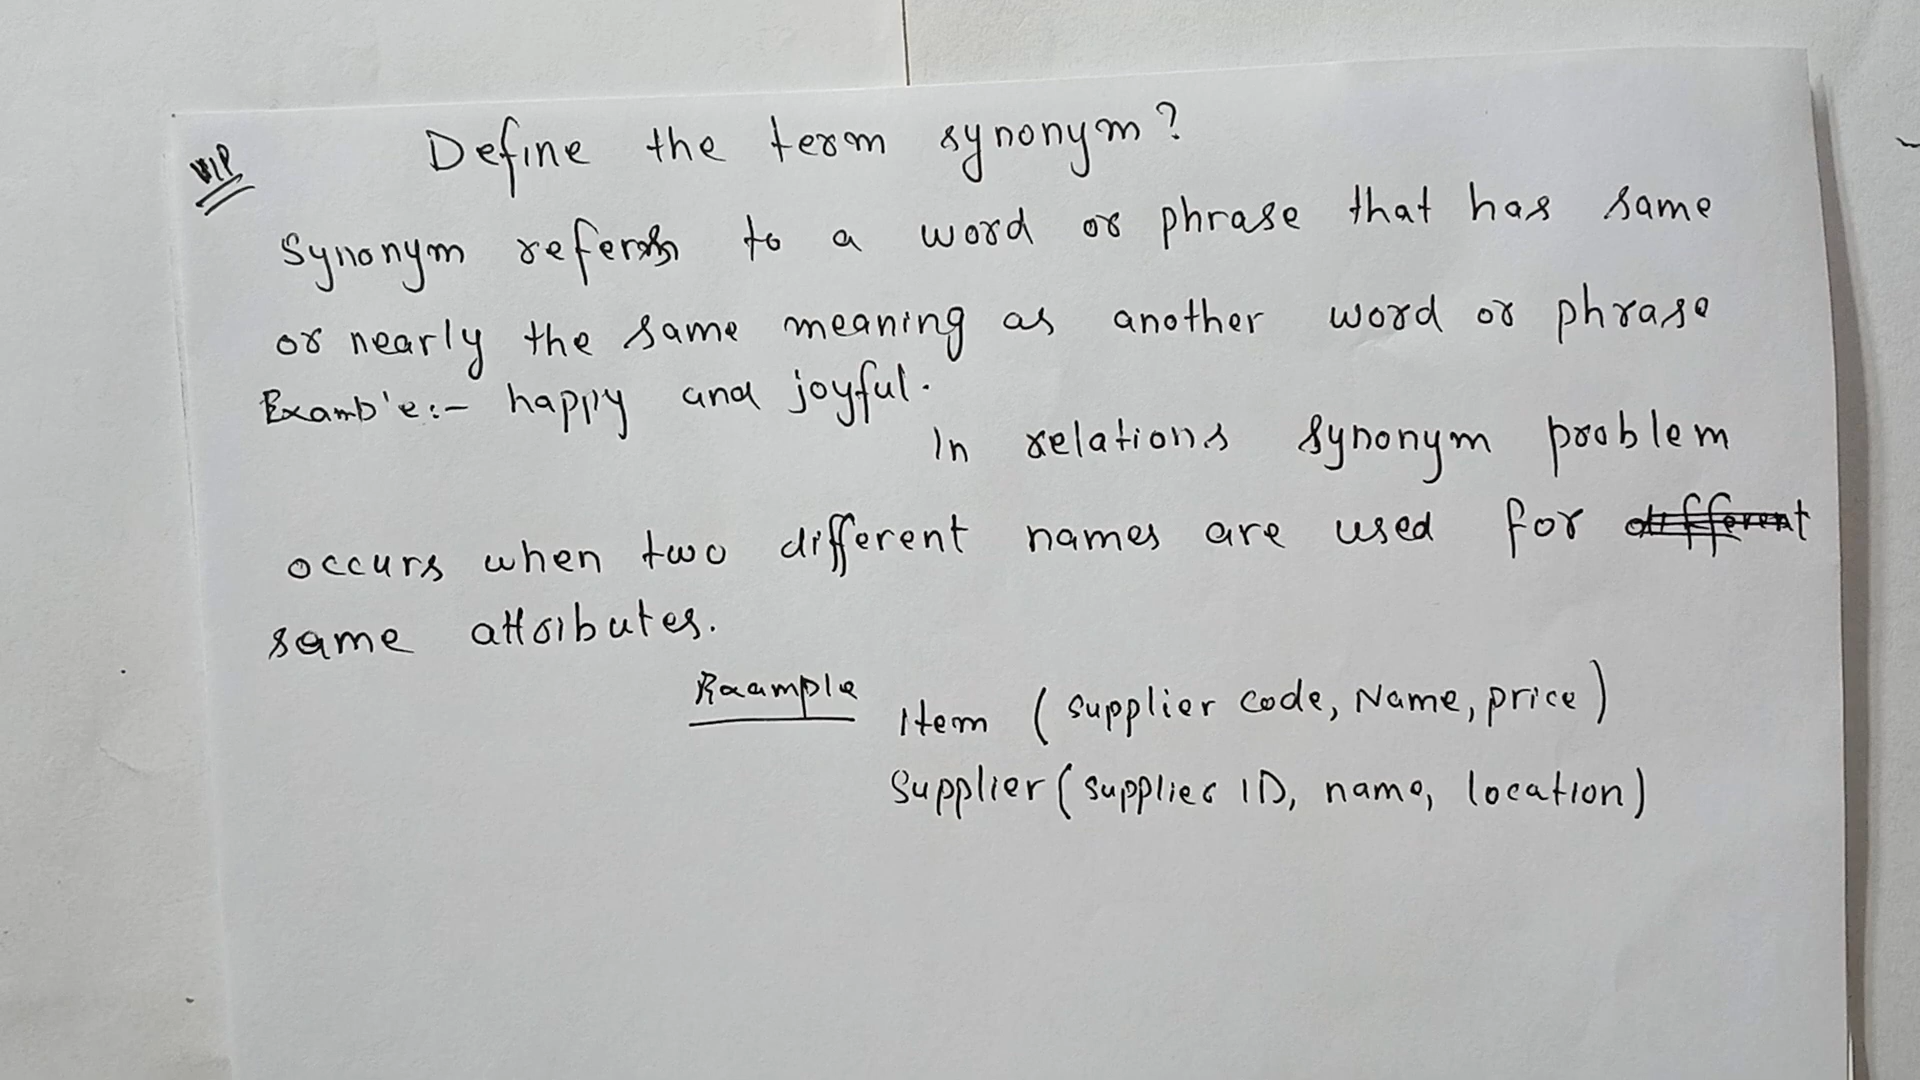 VIP
Define the term synonym?
Synonym refers to a word or phrase that has same
or nearly the same meaning as another word or phrase
Example:- happy and joyful.
In relations synonym problem
occurs when two different names are used for different
same attributes.
Example
Item (supplier code, Name, price)
Supplier (supplier ID, name, location)